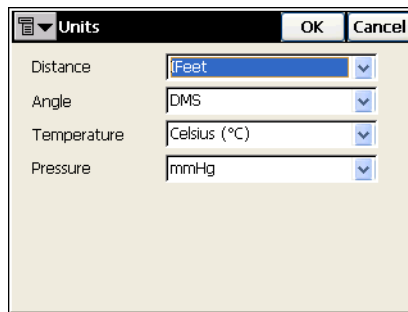 Units OK Cancel
Distance IFeet
Angle DMS
Temperature Celsius (°C)
Pressure mmHg